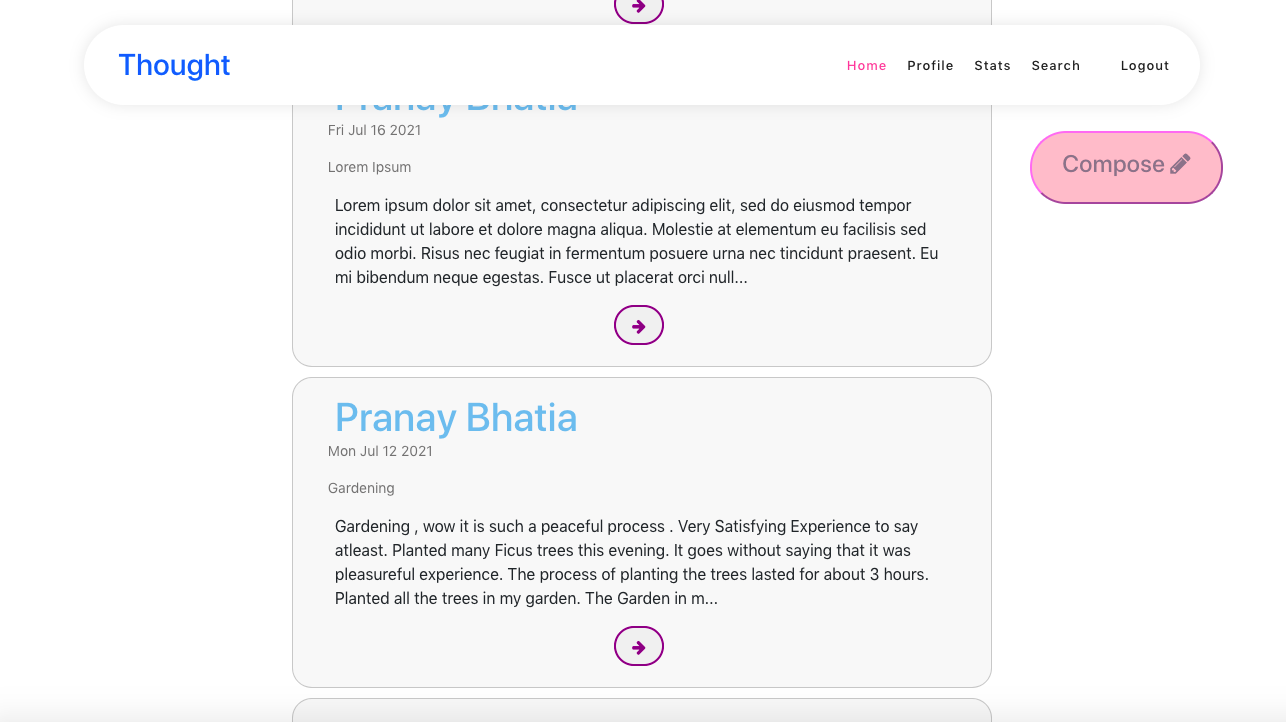 Thought
Home Profile Stats Search Logout
Pranay Bhatia
Fri Jul 16 2021
Compose
Lorem Ipsum
Lorem ipsum dolor sit amet, consectetur adipiscing elit, sed do eiusmod tempor
incididunt ut labore et dolore magna aliqua. Molestie at elementum eu facilisis sed
odio morbi. Risus nec feugiat in fermentum posuere urna nec tincidunt praesent. Eu
mi bibendum neque egestas. Fusce ut placerat orci null...
Pranay Bhatia
Mon Jul 12 2021
Gardening
Gardening , wow it is such a peaceful process . Very Satisfying Experience to say
atleast. Planted many Ficus trees this evening. It goes without saying that it was
pleasureful experience. The process of planting the trees lasted for about 3 hours.
Planted all the trees in my garden. The Garden in m...